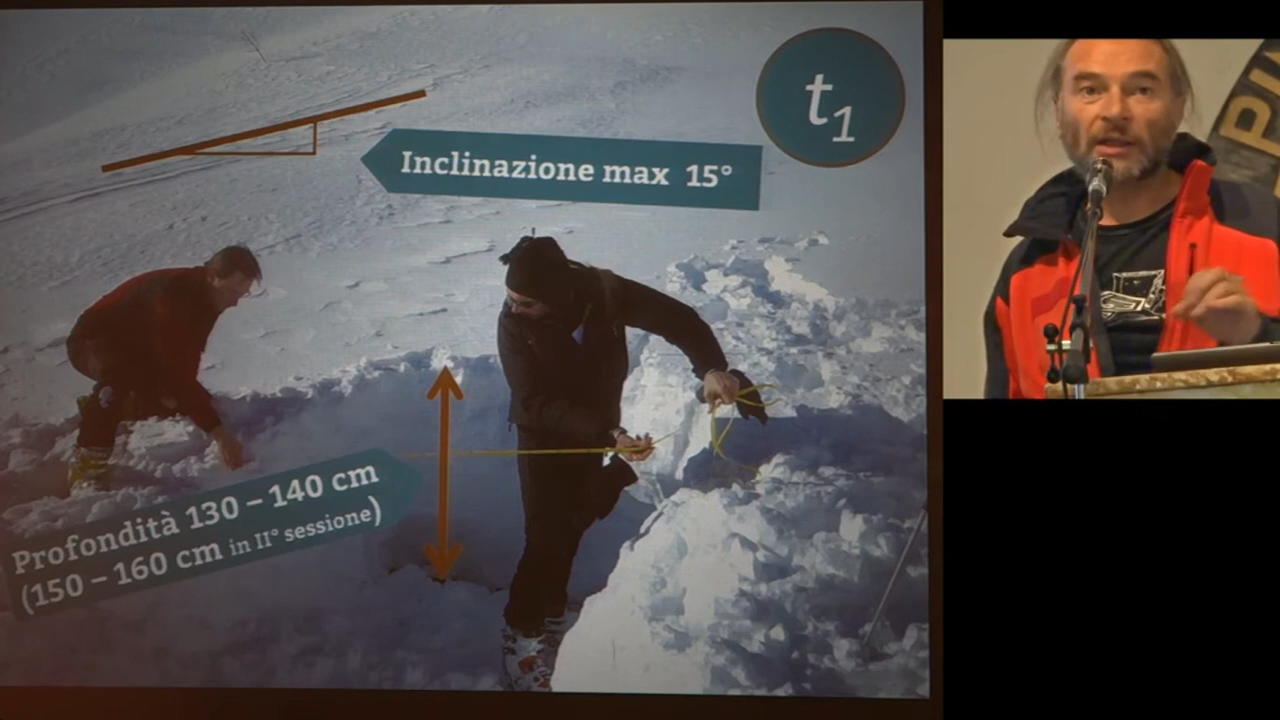 t1
Inclinazione max 15°
Profondità 130 – 140 cm
(150 – 160 cm in II° sessione)